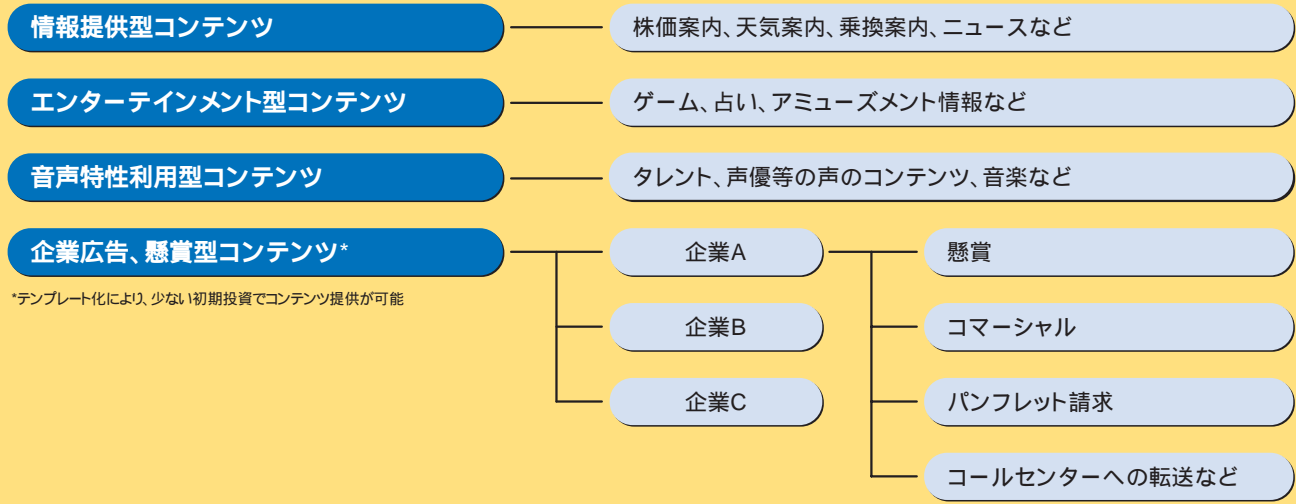 情報提供型コンテンツ
株価案内、天気案内、乗換案内、ニュースなど
エンターテインメント型コンテンツ
ゲーム、占い、アミューズメント情報など
音声特性利用型コンテンツ
タレント、声優等の声のコンテンツ、音楽など
企業広告、懸賞型コンテンツ*
企業A
懸賞
*テンプレート化により、少ない初期投資でコンテンツ提供が可能
企業B
コマーシャル
企業C
パンフレット請求
コールセンターへの転送など